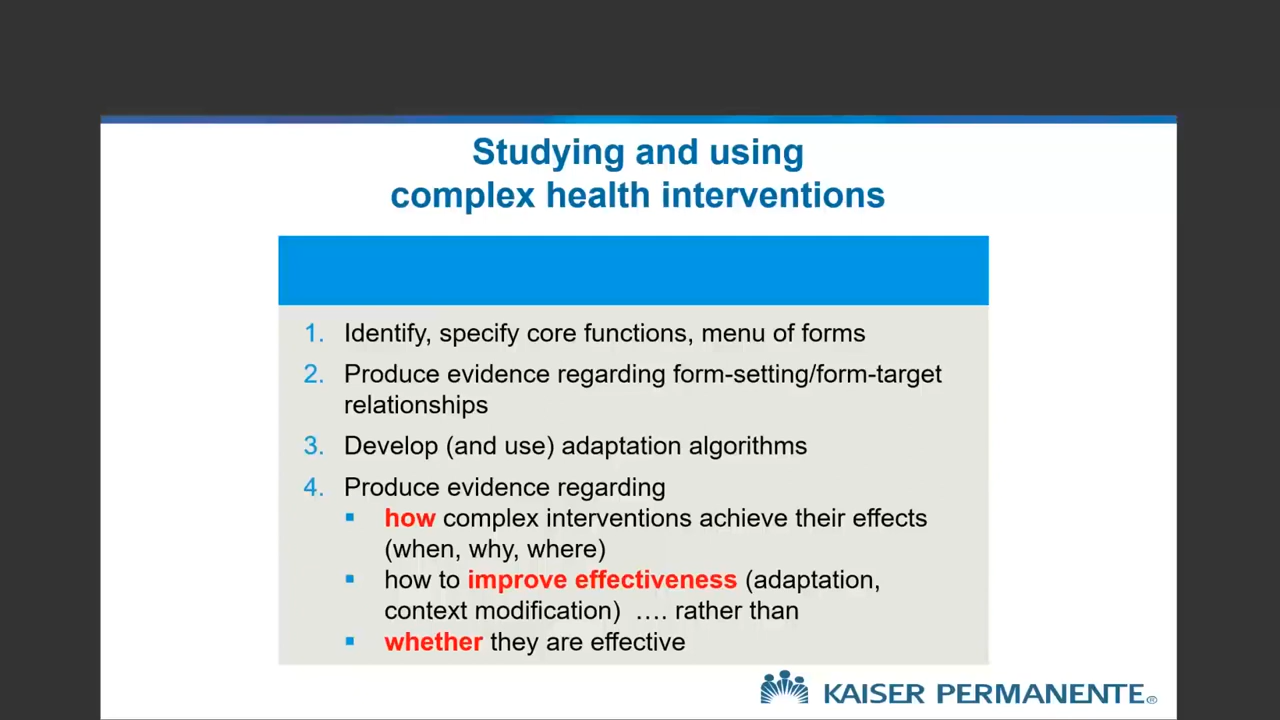 Studying and using
complex health interventions
1. Identify, specify core functions, menu of forms
2. Produce evidence regarding form-setting/form-target
relationships
3. Develop (and use) adaptation algorithms
4. Produce evidence regarding
▪ how complex interventions achieve their effects
(when, why, where)
▪ how to improve effectiveness (adaptation,
context modification) …. rather than
▪ whether they are effective
KAISER PERMANENTE®